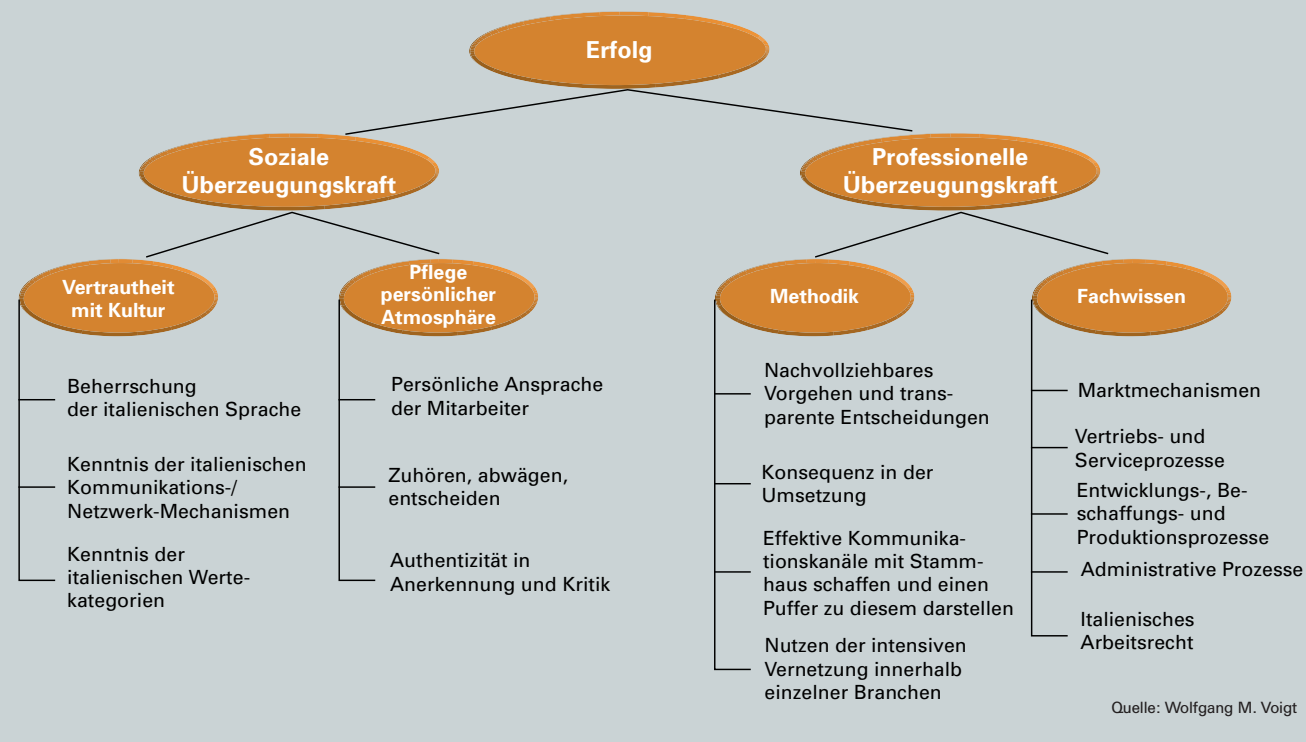 Erfolg
Soziale
Überzeugungskraft
Professionelle
Überzeugungskraft
Vertrautheit
mit Kultur
Pflege
persönlicher
Atmosphäre
Methodik
Fachwissen
Beherrschung
der italienischen Sprache
Kenntnis der italienischen
Kommunikations-/
Netzwerk-Mechanismen
Kenntnis der
italienischen Werte-
kategorien
Persönliche Ansprache
der Mitarbeiter
Zuhören, abwägen,
entscheiden
Authentizität in
Anerkennung und Kritik
Nachvollziehbares
Vorgehen und trans-
parente Entscheidungen
Konsequenz in der
Umsetzung
Effektive Kommunika-
tionskanäle mit Stamm-
haus schaffen und einen
Puffer zu diesem darstellen
Nutzen der intensiven
Vernetzung innerhalb
einzelner Branchen
Marktmechanismen
Vertriebs- und
Serviceprozesse
Entwicklungs-, Be-
schaffungs- und
Produktionsprozesse
Administrative Prozesse
Italienisches
Arbeitsrecht
Quelle: Wolfgang M. Voigt